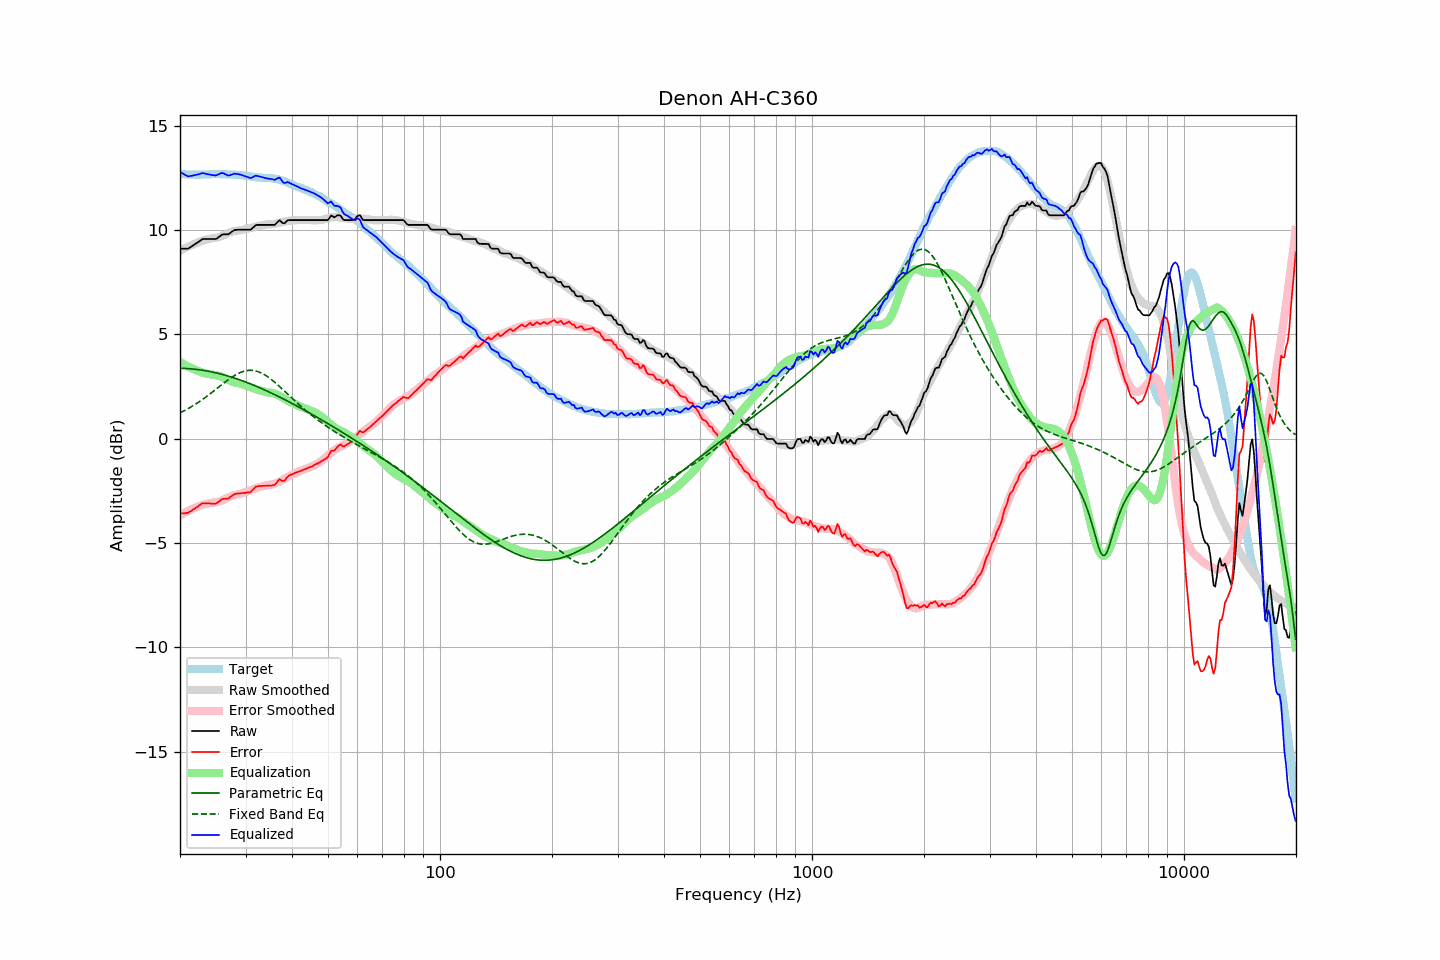 Denon AH-C360
15
10
5
0
−5
−10
−15
Amplitude (dBr)
Target
Raw Smoothed
Error Smoothed
Raw
Error
Equalization
Parametric Eq
Fixed Band Eq
Equalized
100
1000
10000
Frequency (Hz)